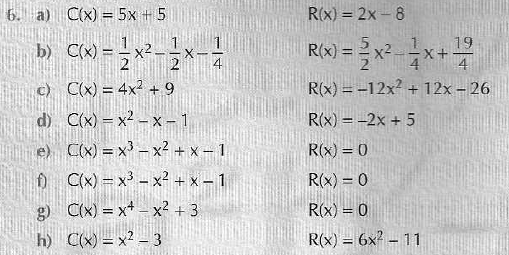 6. a) C(x) = 5x + 5 R(x) = 2x – 8
b) C(x) = 1/2 x² – 1/2 x – 1/4 R(x) = 5/2 x² – 1/4 x + 19/4
c) C(x) = 4x² + 9 R(x) = –12x² + 12x – 26
d) C(x) = x² – x – 1 R(x) = –2x + 5
e) C(x) = x³ – x² + x – 1 R(x) = 0
f) C(x) = x³ – x² + x – 1 R(x) = 0
g) C(x) = x⁴ – x² + 3 R(x) = 0
h) C(x) = x² – 3 R(x) = 6x² – 11